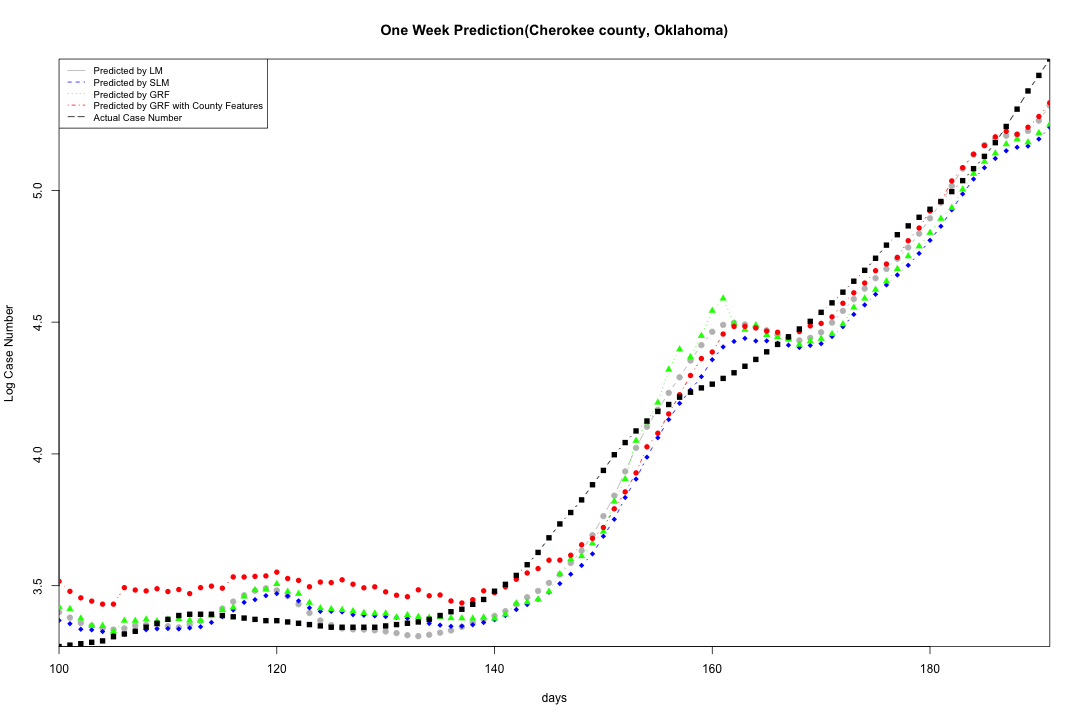 One Week Prediction(Cherokee county, Oklahoma)
Predicted by LM
Predicted by SLM
Predicted by GRF
Predicted by GRF with County Features
Actual Case Number
Log Case Number
5.0
4.5
4.0
3.5
100
120
140
160
180
days